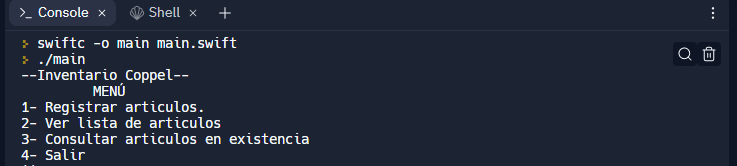 Console
Shell
swiftc -o main main.swift
./main
--Inventario Coppel--
MENÚ
1- Registrar articulos.
2- Ver lista de articulos
3- Consultar articulos en existencia
4- Salir